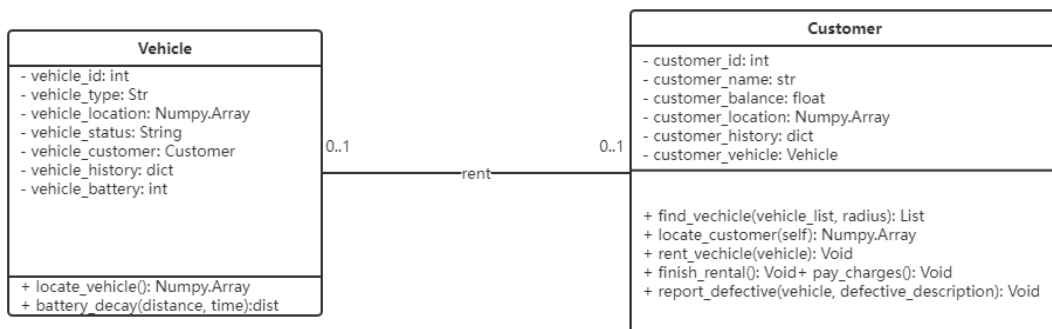 Vehicle
- vehicle_id: int
- vehicle_type: Str
- vehicle_location: Numpy.Array
- vehicle_status: String
- vehicle_customer: Customer
- vehicle_history: dict
- vehicle_battery: int
+ locate_vehicle(): Numpy.Array
+ battery_decay(distance, time):dist
0..1
rent
0..1
Customer
- customer_id: int
- customer_name: str
- customer_balance: float
- customer_location: Numpy.Array
- customer_history: dict
- customer_vehicle: Vehicle
+ find_vechicle(vehicle_list, radius): List
+ locate_customer(self): Numpy.Array
+ rent_vechicle(vehicle): Void
+ finish_rental(): Void+ pay_charges(): Void
+ report_defective(vehicle, defective_description): Void